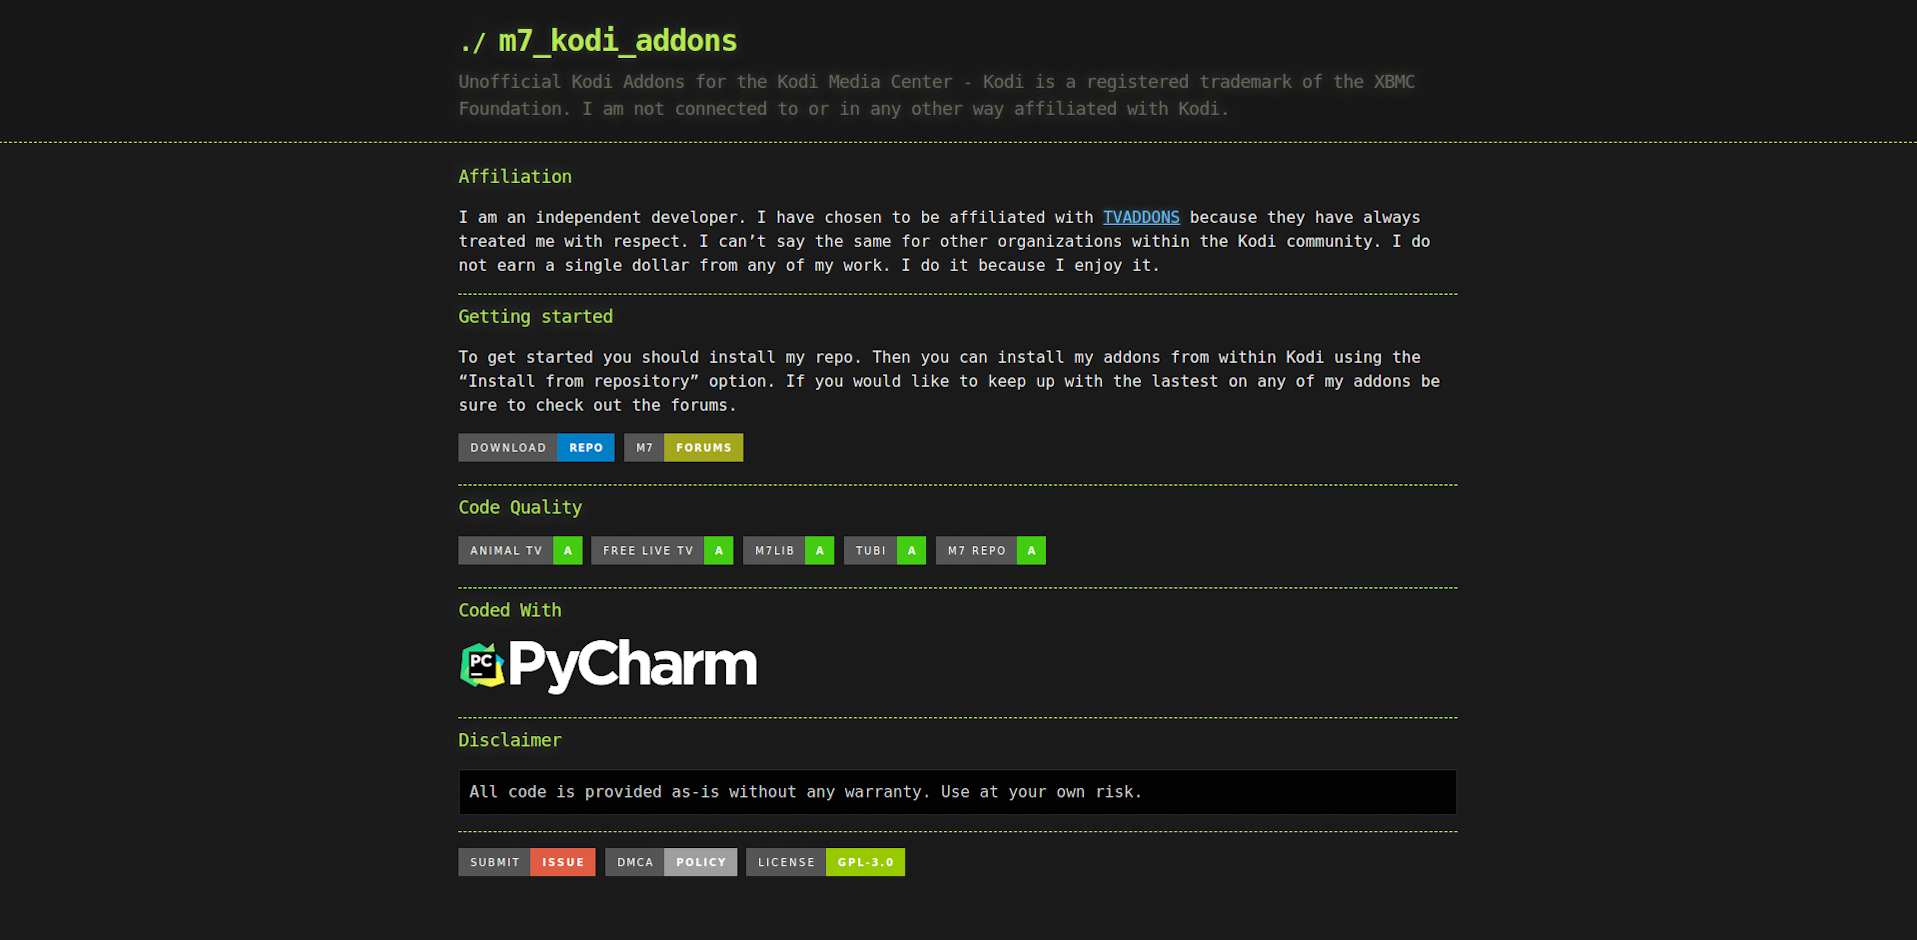 ./ m7_kodi_addons
Unofficial Kodi Addons for the Kodi Media Center - Kodi is a registered trademark of the XBMC
Foundation. I am not connected to or in any other way affiliated with Kodi.
Affiliation
I am an independent developer. I have chosen to be affiliated with TVADDONS because they have always
treated me with respect. I can’t say the same for other organizations within the Kodi community. I do
not earn a single dollar from any of my work. I do it because I enjoy it.
Getting started
To get started you should install my repo. Then you can install my addons from within Kodi using the
“Install from repository” option. If you would like to keep up with the lastest on any of my addons be
sure to check out the forums.
DOWNLOAD REPO M7 FORUMS
Code Quality
ANIMAL TV A FREE LIVE TV A M7LIB A TUBI A M7 REPO A
Coded With
PC PyCharm
Disclaimer
All code is provided as-is without any warranty. Use at your own risk.
SUBMIT ISSUE DMCA POLICY LICENSE GPL-3.0